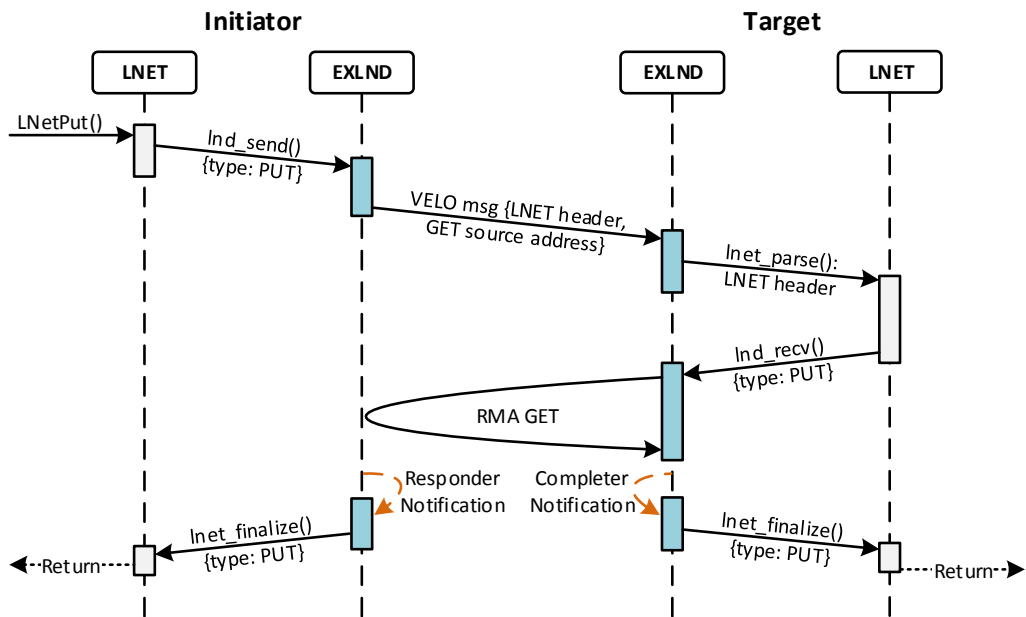 Initiator
Target
LNET
EXLND
EXLND
LNET
LNetPut()
lnd_send()
{type: PUT}
VELO msg {LNET header,
GET source address}
lnet_parse():
LNET header
lnd_recv()
{type: PUT}
RMA GET
Responder
Notification
Completer
Notification
lnet_finalize()
{type: PUT}
lnet_finalize()
{type: PUT}
Return
Return